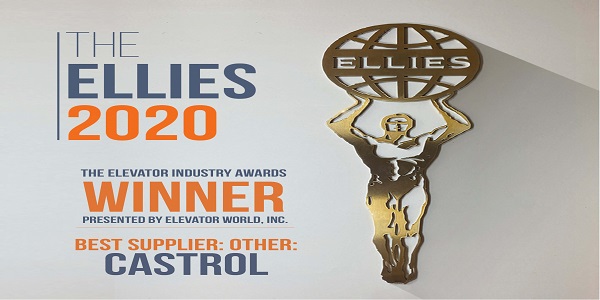 THE
ELLIES
2020
THE ELEVATOR INDUSTRY AWARDS
WINNER
PRESENTED BY ELEVATOR WORLD, INC.
BEST SUPPLIER: OTHER:
CASTROL
ELLIES